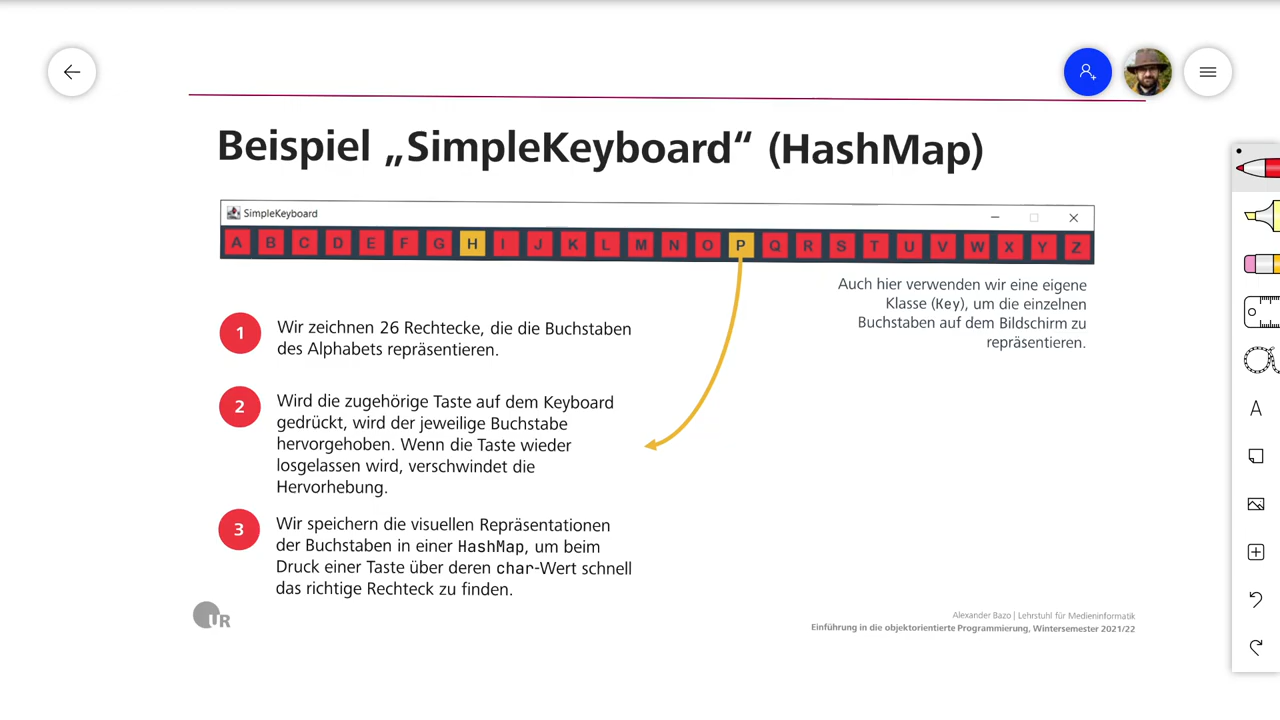 Beispiel „SimpleKeyboard“ (HashMap)
SimpleKeyboard
A B C D E F G H I J K L M N O P Q R S T U V W X Y Z
Auch hier verwenden wir eine eigene
Klasse (Key), um die einzelnen
Buchstaben auf dem Bildschirm zu
repräsentieren.
1
Wir zeichnen 26 Rechtecke, die die Buchstaben
des Alphabets repräsentieren.
2
Wird die zugehörige Taste auf dem Keyboard
gedrückt, wird der jeweilige Buchstabe
hervorgehoben. Wenn die Taste wieder
losgelassen wird, verschwindet die
Hervorhebung.
3
Wir speichern die visuellen Repräsentationen
der Buchstaben in einer HashMap, um beim
Druck einer Taste über deren char-Wert schnell
das richtige Rechteck zu finden.
UR
Alexander Bazo | Lehrstuhl für Medieninformatik
Einführung in die objektorientierte Programmierung, Wintersemester 2021/22
A